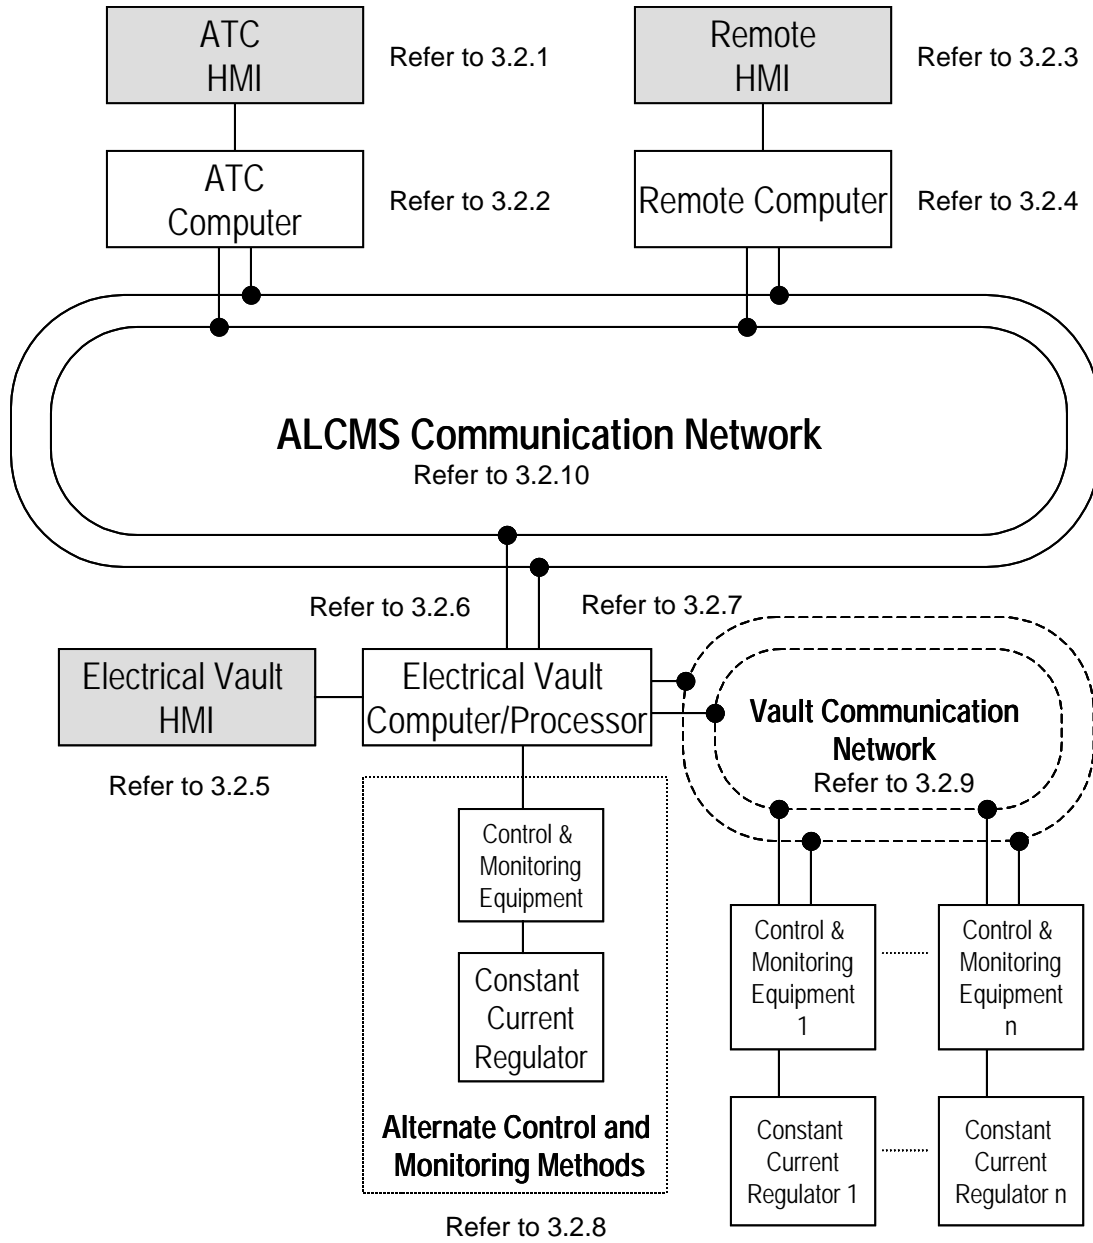 ATC
HMI
Refer to 3.2.1
Remote
HMI
Refer to 3.2.3
ATC
Computer
Refer to 3.2.2
Remote Computer
Refer to 3.2.4
ALCMS Communication Network
Refer to 3.2.10
Refer to 3.2.6
Refer to 3.2.7
Electrical Vault
HMI
Refer to 3.2.5
Electrical Vault
Computer/Processor
Vault Communication
Network
Refer to 3.2.9
Control &
Monitoring
Equipment
Constant
Current
Regulator
Alternate Control and
Monitoring Methods
Refer to 3.2.8
Control &
Monitoring
Equipment
1
Control &
Monitoring
Equipment
n
Constant
Current
Regulator 1
Constant
Current
Regulator n